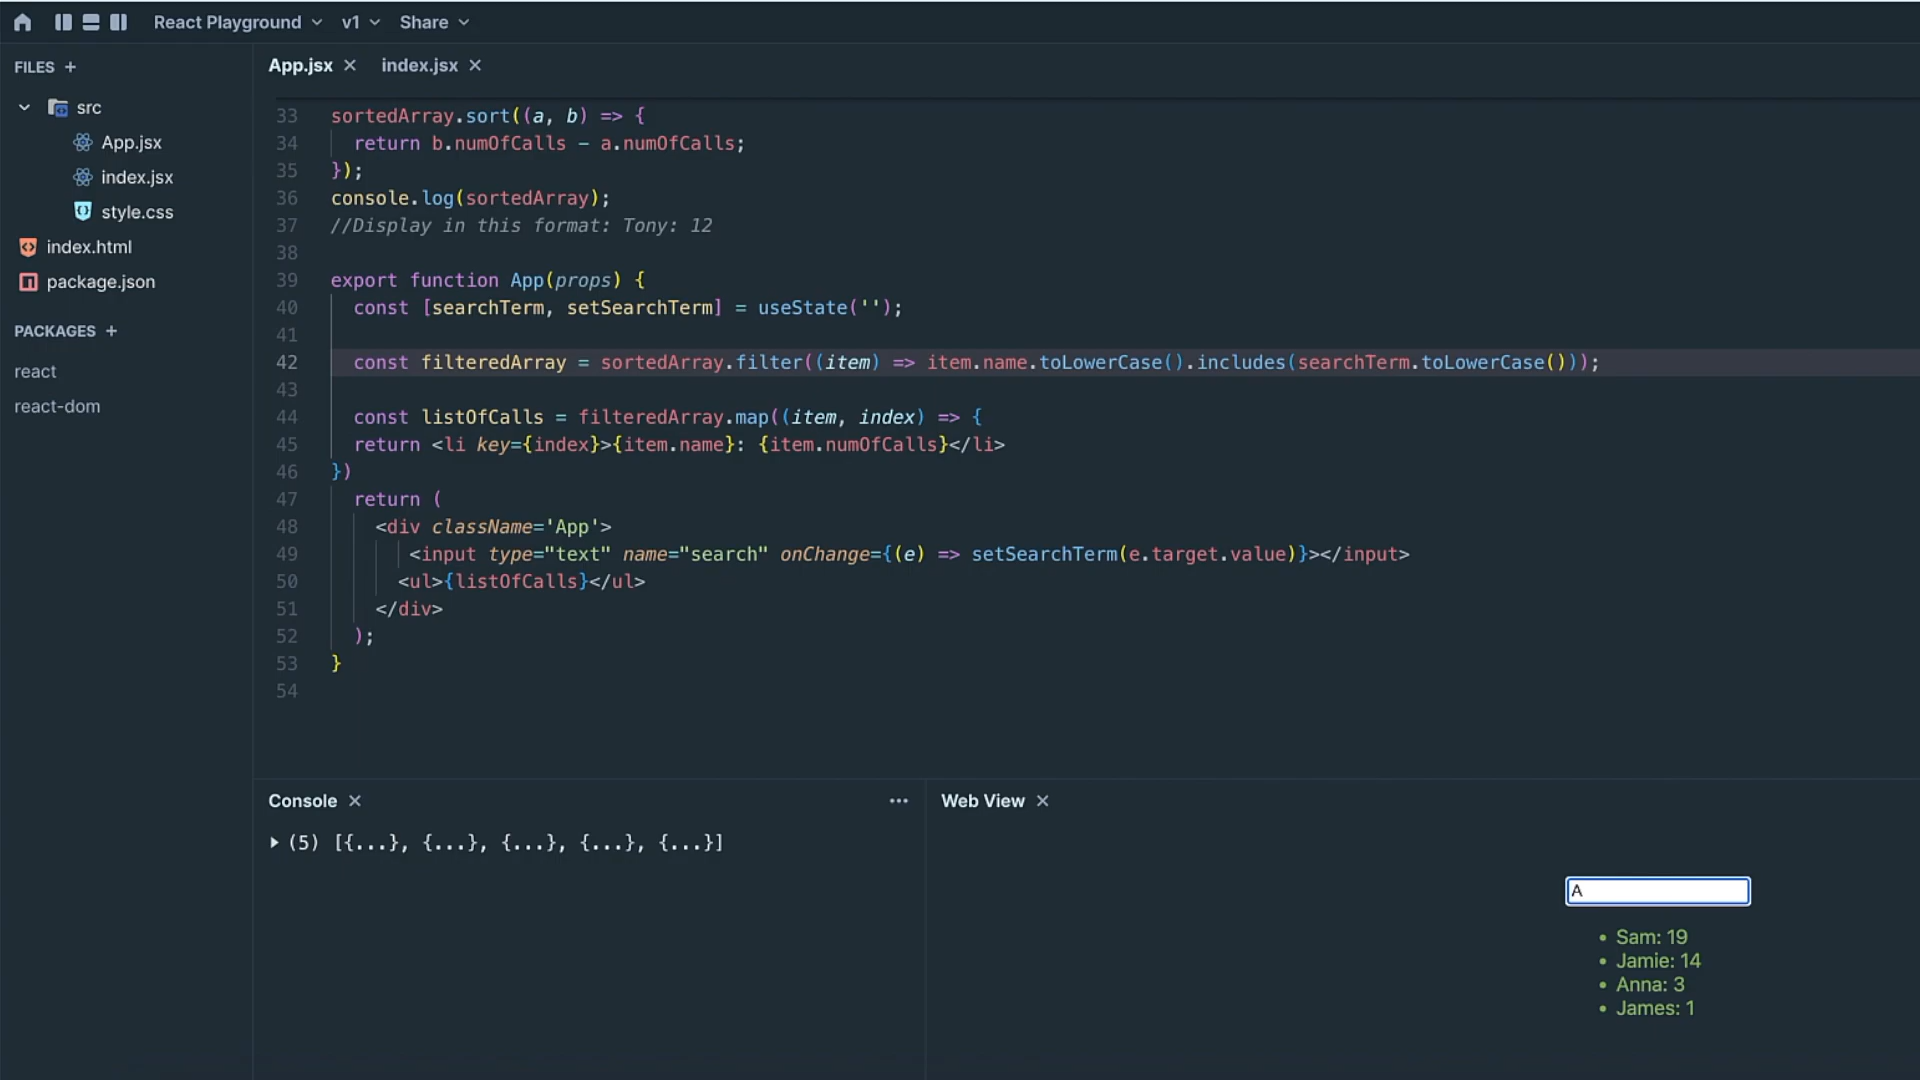 React Playground v1 Share
FILES +
src
App.jsx
index.jsx
style.css
index.html
package.json
PACKAGES +
react
react-dom
App.jsx × index.jsx ×
33 sortedArray.sort((a, b) => {
34 return b.numOfCalls - a.numOfCalls;
35 });
36 console.log(sortedArray);
37 //Display in this format: Tony: 12
38
39 export function App(props) {
40 const [searchTerm, setSearchTerm] = useState('');
41
42 const filteredArray = sortedArray.filter((item) => item.name.toLowerCase().includes(searchTerm.toLowerCase()));
43
44 const listOfCalls = filteredArray.map((item, index) => {
45 return <li key={index}>{item.name}: {item.numOfCalls}</li>
46 })
47 return (
48 <div className='App'>
49 <input type="text" name="search" onChange={(e) => setSearchTerm(e.target.value)}></input>
50 <ul>{listOfCalls}</ul>
51 </div>
52 );
53 }
54
Console ×
(5) [{...}, {...}, {...}, {...}, {...}]
Web View ×
A
• Sam: 19
• Jamie: 14
• Anna: 3
• James: 1